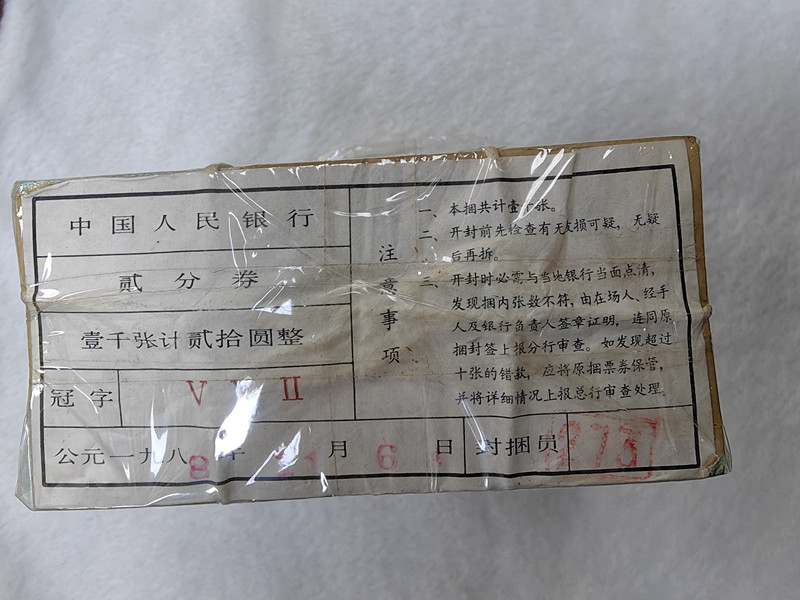 中国人民银行
贰分券
壹千张计贰拾圆整
冠字 V V II
公元一九八8年 11月6日 封捆员
注意事项
一、本捆共计壹千张。
二、开封前先检查有无损可疑，无疑
后再拆。
三、开封时必需与当地银行当面点清，
发现捆内张数不符，由在场人、经手
人及银行负责人签章证明，连同原
捆封签上报分行审查。如发现超过
十张的错款，应将原捆票券保管，
并将详细情况上报总行审查处理。